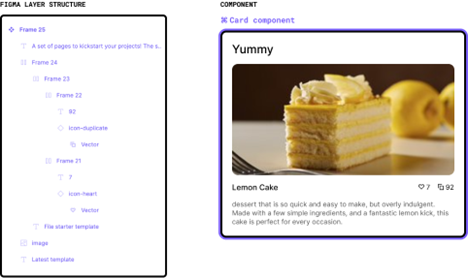 FIGMA LAYER STRUCTURE
Frame 25
A set of pages to kickstart your projects! The s..
Frame 24
Frame 23
Frame 22
92
icon-duplicate
Vector
Frame 21
7
icon-heart
Vector
File starter template
image
Latest template
COMPONENT
⌘ Card component
Yummy
Lemon Cake
7 92
dessert that is so quick and easy to make, but overly indulgent.
Made with a few simple ingredients, and a fantastic lemon kick, this
cake is perfect for every occasion.